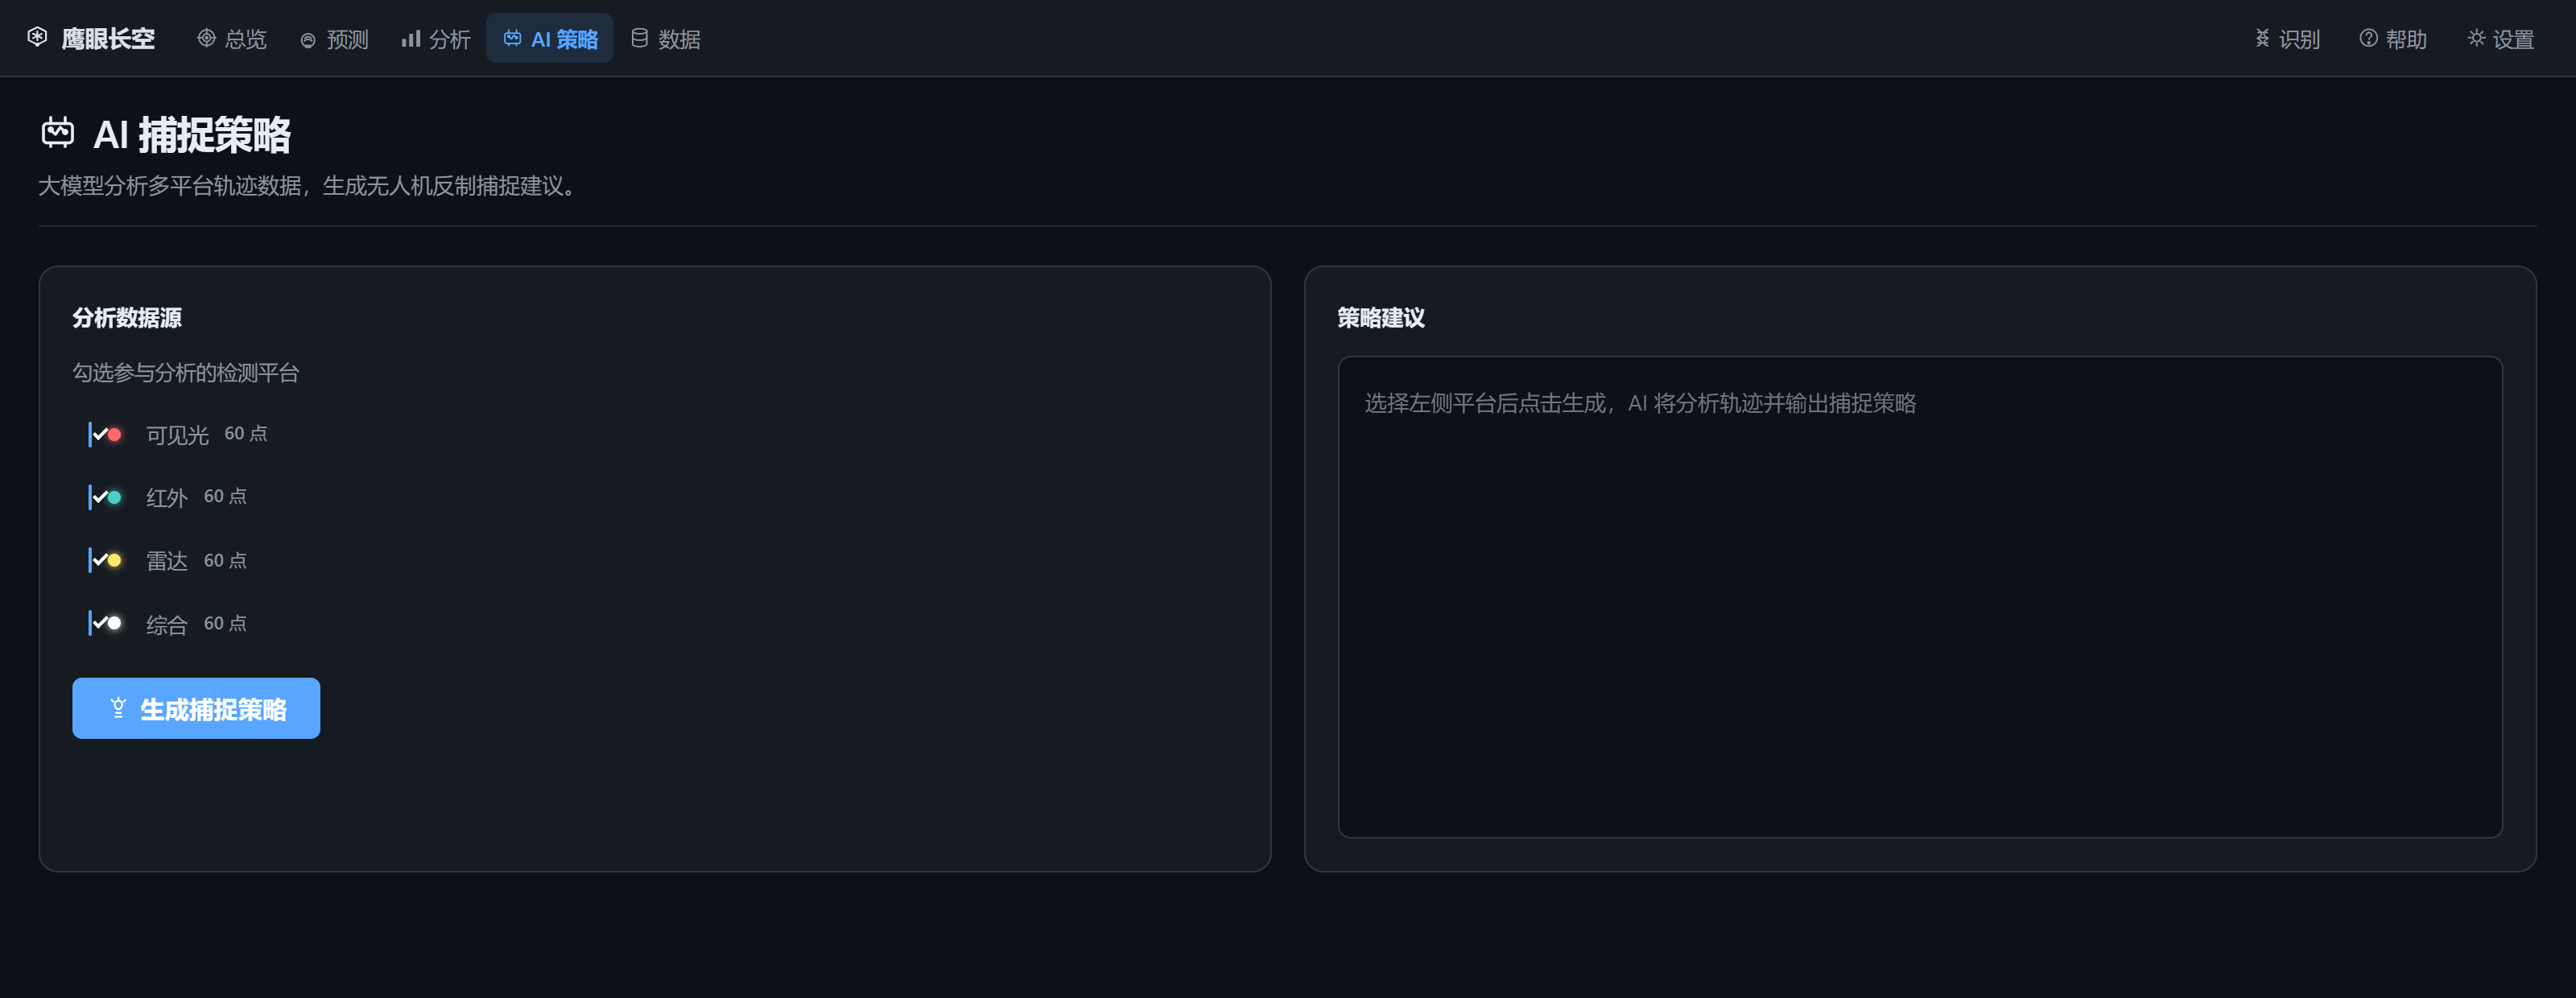 鹰眼长空 总览 预测 分析 AI 策略 数据 识别 帮助 设置
AI 捕捉策略
大模型分析多平台轨迹数据，生成无人机反制捕捉建议。
分析数据源
勾选参与分析的检测平台
可见光 60 点
红外 60 点
雷达 60 点
综合 60 点
生成捕捉策略
策略建议
选择左侧平台后点击生成，AI 将分析轨迹并输出捕捉策略